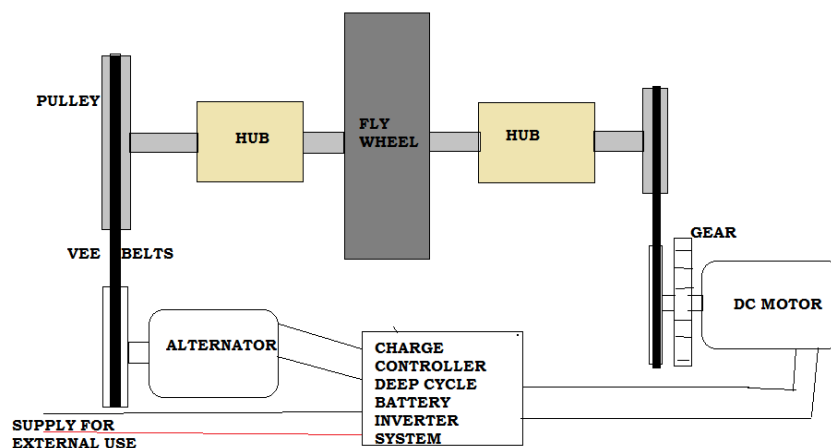 PULLEY
HUB
FLY
WHEEL
HUB
VEE BELTS
GEAR
DC MOTOR
ALTERNATOR
CHARGE
CONTROLLER
DEEP CYCLE
BATTERY
INVERTER
SYSTEM
SUPPLY FOR
EXTERNAL USE